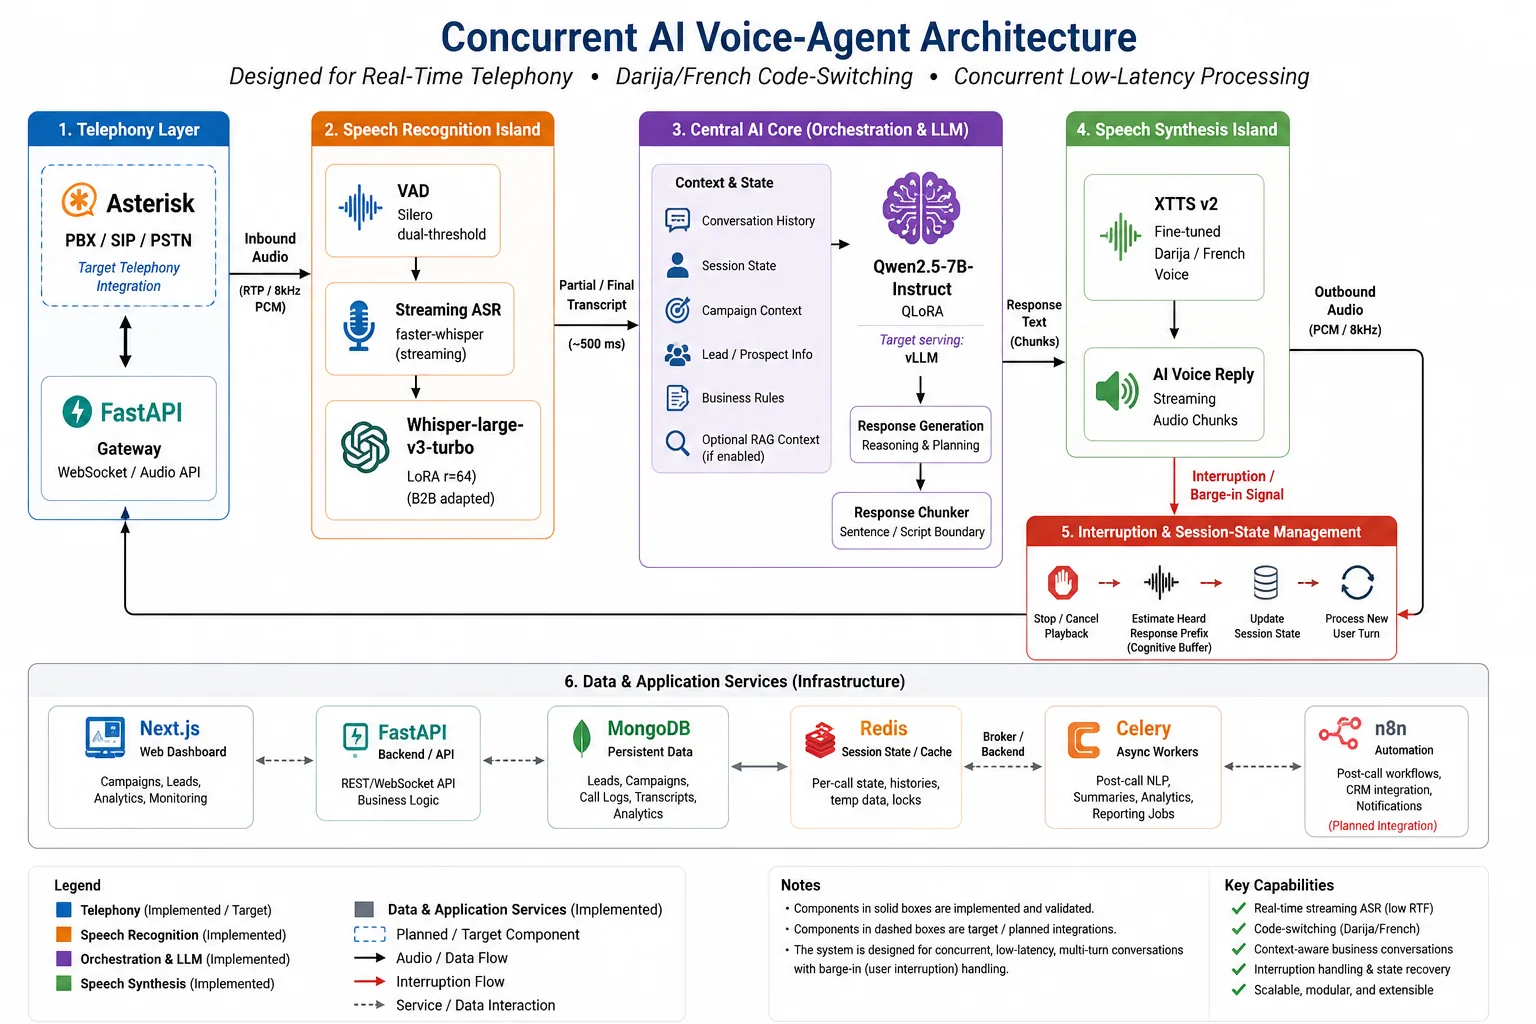 Concurrent AI Voice-Agent Architecture
Designed for Real-Time Telephony • Darija/French Code-Switching • Concurrent Low-Latency Processing
1. Telephony Layer
Asterisk
PBX / SIP / PSTN
Target Telephony
Integration
FastAPI
Gateway
WebSocket / Audio API
Inbound
Audio
(RTP / 8kHz
PCM)
2. Speech Recognition Island
VAD
Silero
dual-threshold
Streaming ASR
faster-whisper
(streaming)
Whisper-large-
v3-turbo
LoRA r=64)
(B2B adapted)
Partial / Final
Transcript
(~500 ms)
3. Central AI Core (Orchestration & LLM)
Context & State
Conversation History
Session State
Campaign Context
Lead / Prospect Info
Business Rules
Optional RAG Context
(if enabled)
Qwen2.5-7B-
Instruct
QLoRA
Target serving:
vLLM
Response Generation
Reasoning & Planning
Response Chunker
Sentence / Script Boundary
Response
Text
(Chunks)
4. Speech Synthesis Island
XTTS v2
Fine-tuned
Darija / French
Voice
AI Voice Reply
Streaming
Audio Chunks
Outbound
Audio
(PCM / 8kHz)
Interruption /
Barge-in Signal
5. Interruption & Session-State Management
Stop / Cancel
Playback
Estimate Heard
Response Prefix
(Cognitive Buffer)
Update
Session State
Process New
User Turn
6. Data & Application Services (Infrastructure)
Next.js
Web Dashboard
Campaigns, Leads,
Analytics, Monitoring
FastAPI
Backend / API
REST/WebSocket API
Business Logic
MongoDB
Persistent Data
Leads, Campaigns,
Call Logs, Transcripts,
Analytics
Redis
Session State / Cache
Per-call state, histories,
temp data, locks
Broker /
Backend
Celery
Async Workers
Post-call NLP,
Summaries, Analytics,
Reporting Jobs
n8n
Automation
Post-call workflows,
CRM integration,
Notifications
(Planned Integration)
Legend
Telephony (Implemented / Target)
Speech Recognition (Implemented)
Orchestration & LLM (Implemented)
Speech Synthesis (Implemented)
Data & Application Services (Implemented)
Planned / Target Component
Audio / Data Flow
Interruption Flow
Service / Data Interaction
Notes
• Components in solid boxes are implemented and validated.
• Components in dashed boxes are target / planned integrations.
• The system is designed for concurrent, low-latency, multi-turn conversations
with barge-in (user interruption) handling.
Key Capabilities
Real-time streaming ASR (low RTF)
Code-switching (Darija/French)
Context-aware business conversations
Interruption handling & state recovery
Scalable, modular, and extensible